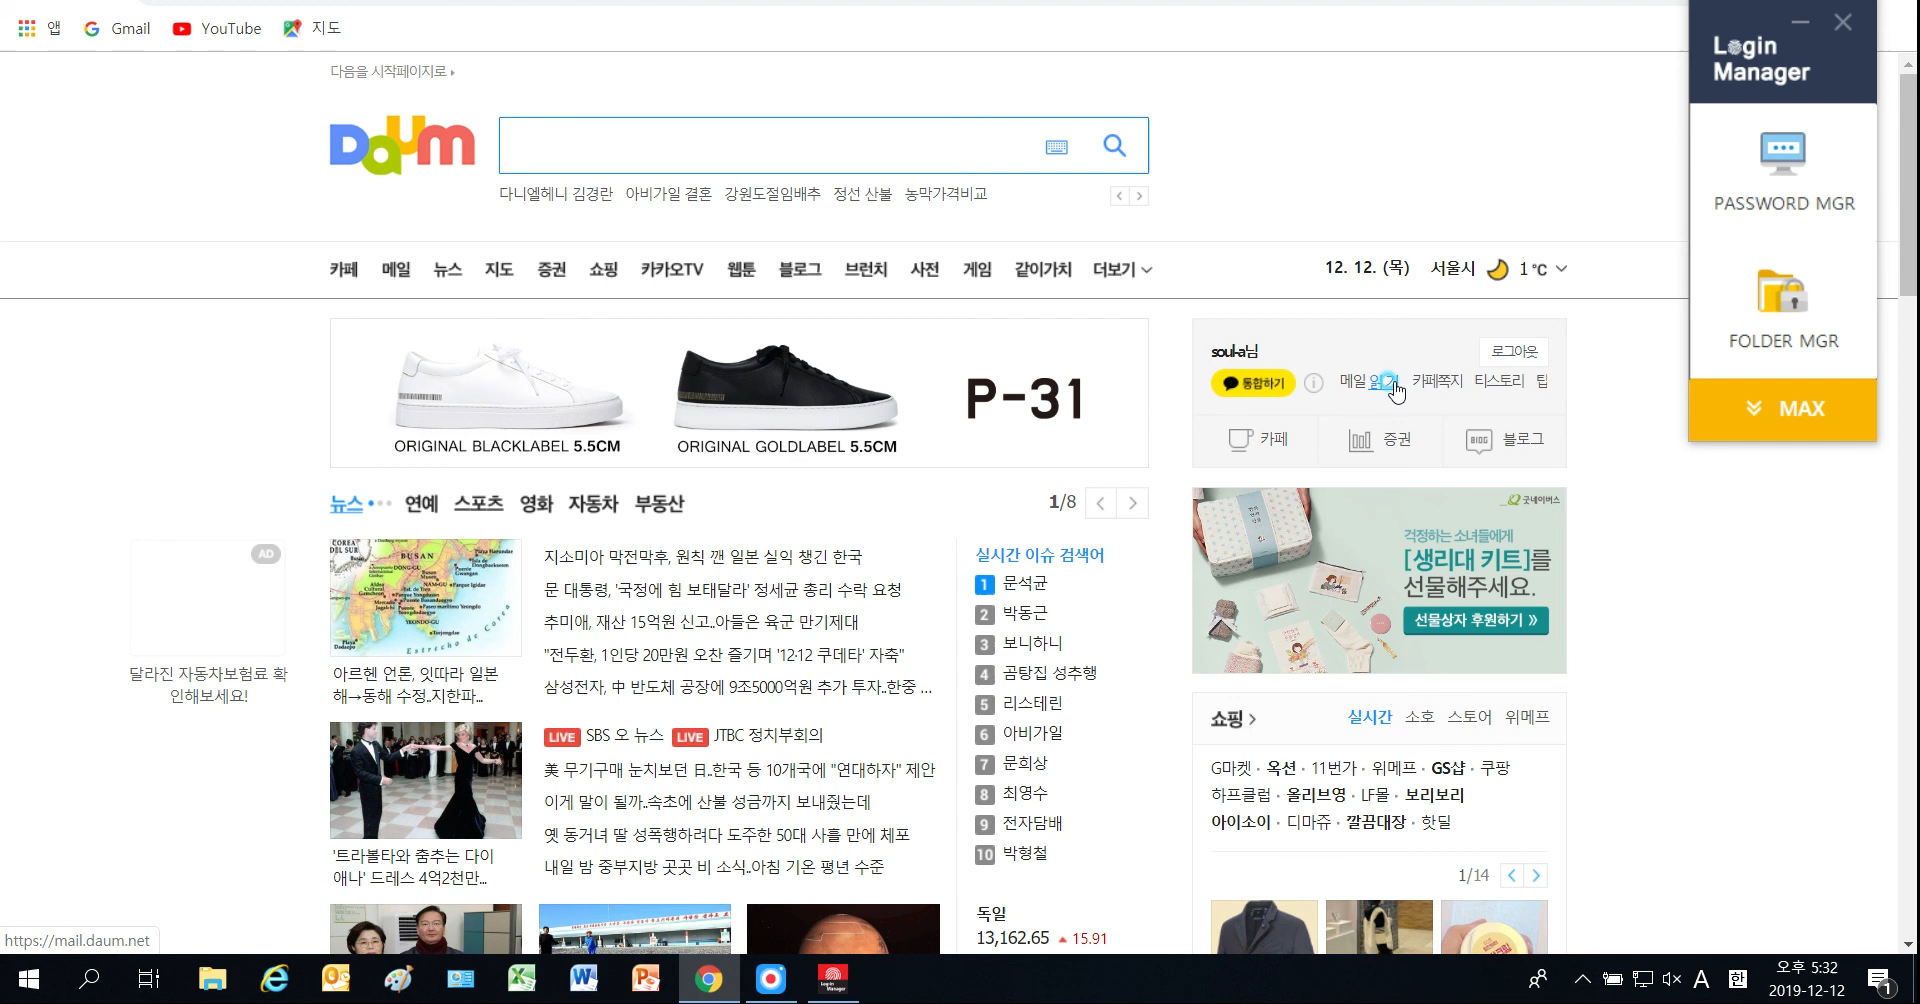 앱 Gmail YouTube 지도
다음을 시작페이지로
Daum
다니엘헤니 김경란 아비가일 결혼 강원도절임배추 정선 산불 농막가격비교
카페 메일 뉴스 지도 증권 쇼핑 카카오TV 웹툰 블로그 브런치 사전 게임 같이가치 더보기
12. 12. (목) 서울시 1℃
P-31
ORIGINAL BLACKLABEL 5.5CM ORIGINAL GOLDLABEL 5.5CM
soul-a님 로그아웃
통합하기 메일 카페쪽지 티스토리 팁
카페 증권 BLOG 블로그
뉴스 연예 스포츠 영화 자동차 부동산 1/8
AD
달라진 자동차보험료 확
인해보세요!
BUSAN
DONG-GU
NAM-GU
YEONDO-GU
Estrecho de Corea
아르헨 언론, 잇따라 일본
해→동해 수정..지한파...
'트라볼타와 춤추는 다이
애나' 드레스 4억2천만...
지소미아 막전막후, 원칙 깬 일본 실익 챙긴 한국
문 대통령, '국정에 힘 보태달라' 정세균 총리 수락 요청
추미애, 재산 15억원 신고..아들은 육군 만기제대
"전두환, 1인당 20만원 오찬 즐기며 '12·12 쿠데타' 자축"
삼성전자, 中 반도체 공장에 9조5000억원 추가 투자..한중 ...
LIVE SBS 오 뉴스 LIVE JTBC 정치부회의
美 무기구매 눈치보던 日..한국 등 10개국에 "연대하자" 제안
이게 말이 될까..속초에 산불 성금까지 보내줬는데
옛 동거녀 딸 성폭행하려다 도주한 50대 사흘 만에 체포
내일 밤 중부지방 곳곳 비 소식..아침 기온 평년 수준
실시간 이슈 검색어
1 문석균
2 박동근
3 보니하니
4 곰탕집 성추행
5 리스테린
6 아비가일
7 문희상
8 최영수
9 전자담배
10 박형철
독일
13,162.65 ▲ 15.91
굿네이버스
걱정하는 소녀들에게
[생리대 키트]를
선물해주세요.
선물상자 후원하기 »
쇼핑 실시간 소호 스토어 위메프
G마켓 · 옥션 · 11번가 · 위메프 · GS샵 · 쿠팡
하프클럽 · 올리브영 · LF몰 · 보리보리
아이소이 · 디마쥬 · 깔끔대장 · 핫딜
1/14
Login
Manager
PASSWORD MGR
FOLDER MGR
MAX
https://mail.daum.net
A 한 오후 5:32
2019-12-12
1